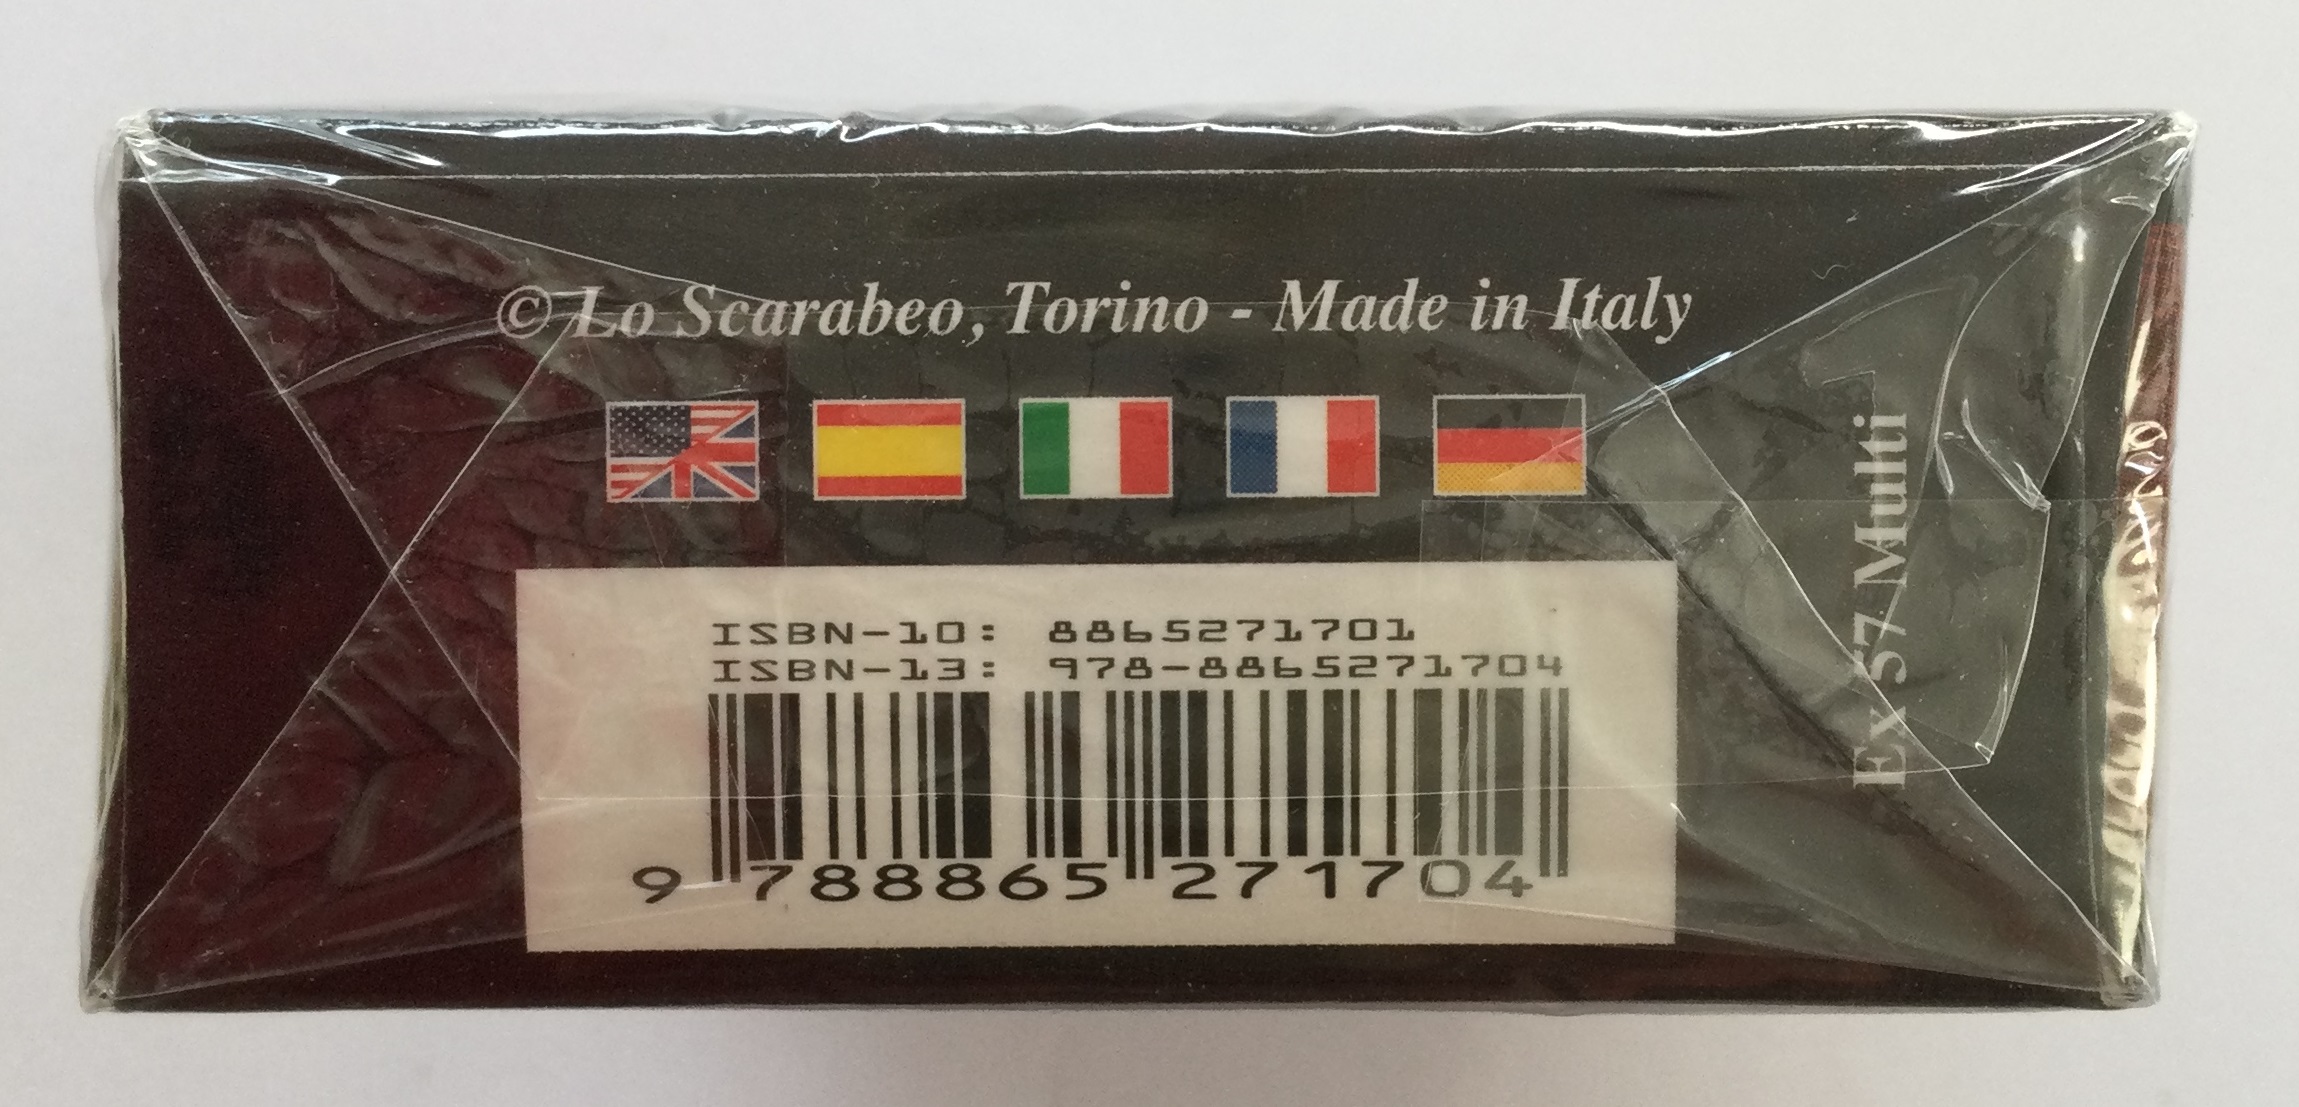 © Lo Scarabeo, Torino - Made in Italy
ISBN-10: 8865271701
ISBN-13: 978-8865271704
9 788865 271704
Ex57 Multi